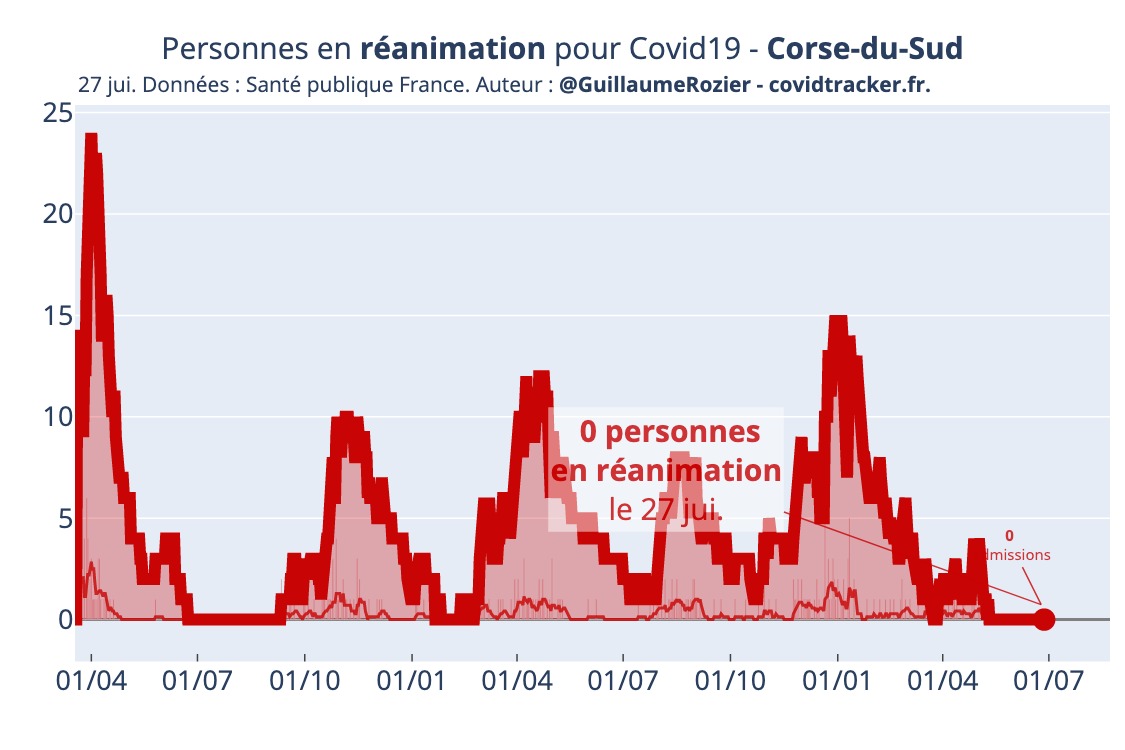 Personnes en réanimation pour Covid19 - Corse-du-Sud
27 jui. Données : Santé publique France. Auteur : @GuillaumeRozier - covidtracker.fr.
25
20
15
10
5
0
0 personnes
en réanimation
le 27 jui.
0
dmissions
01/04 01/07 01/10 01/01 01/04 01/07 01/10 01/01 01/04 01/07